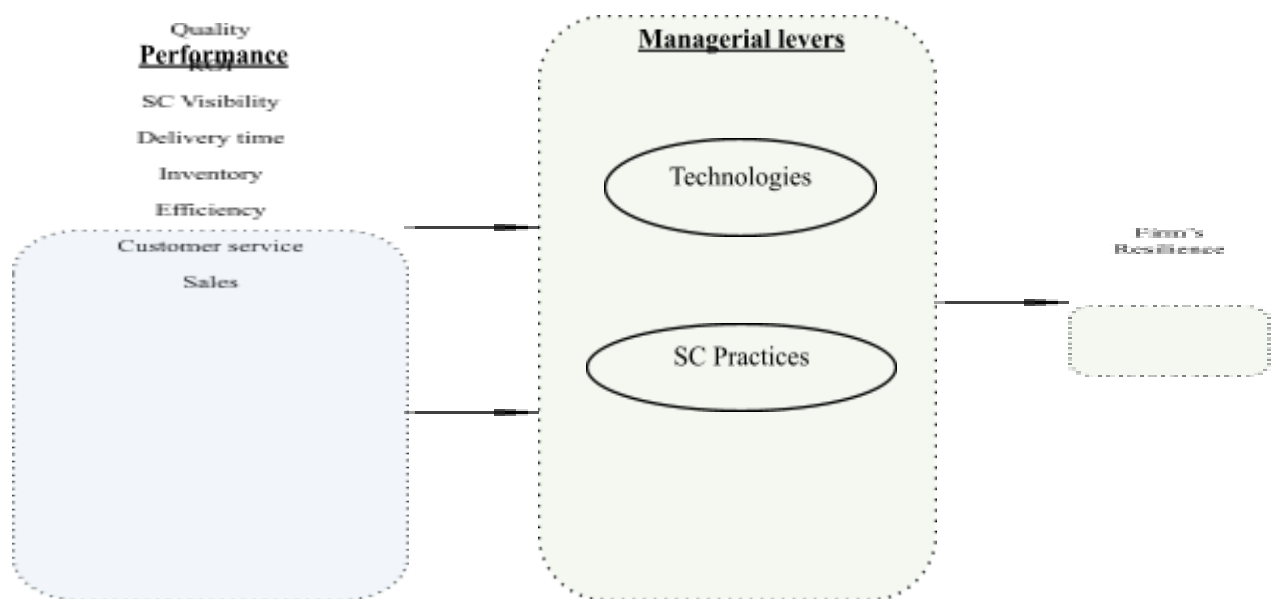 Quality
Performance
SC Visibility
Delivery time
Inventory
Efficiency
Customer service
Sales
Managerial levers
Technologies
SC Practices
Firm's
Resilience